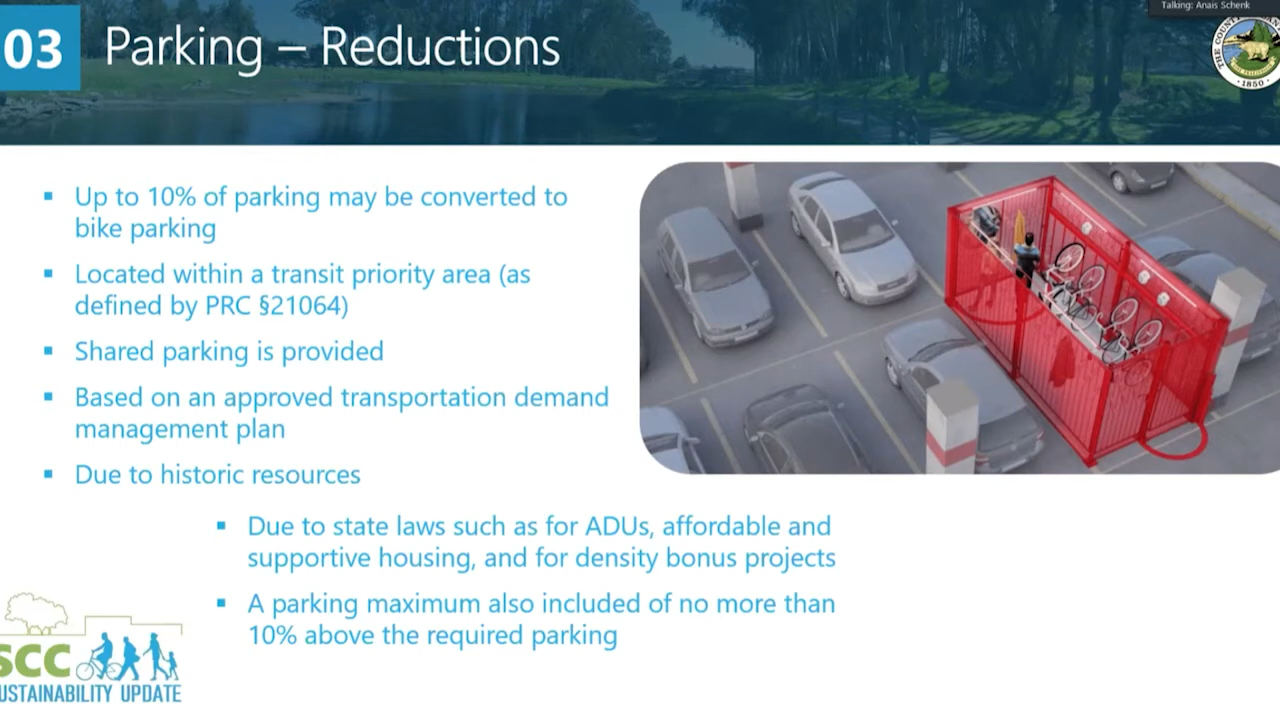 Talking: Anais Schenk
03
Parking – Reductions
THE COUNTY
1850
Up to 10% of parking may be converted to
bike parking
Located within a transit priority area (as
defined by PRC §21064)
Shared parking is provided
Based on an approved transportation demand
management plan
Due to historic resources
Due to state laws such as for ADUs, affordable and
supportive housing, and for density bonus projects
A parking maximum also included of no more than
10% above the required parking
SCC
USTAINABILITY UPDATE